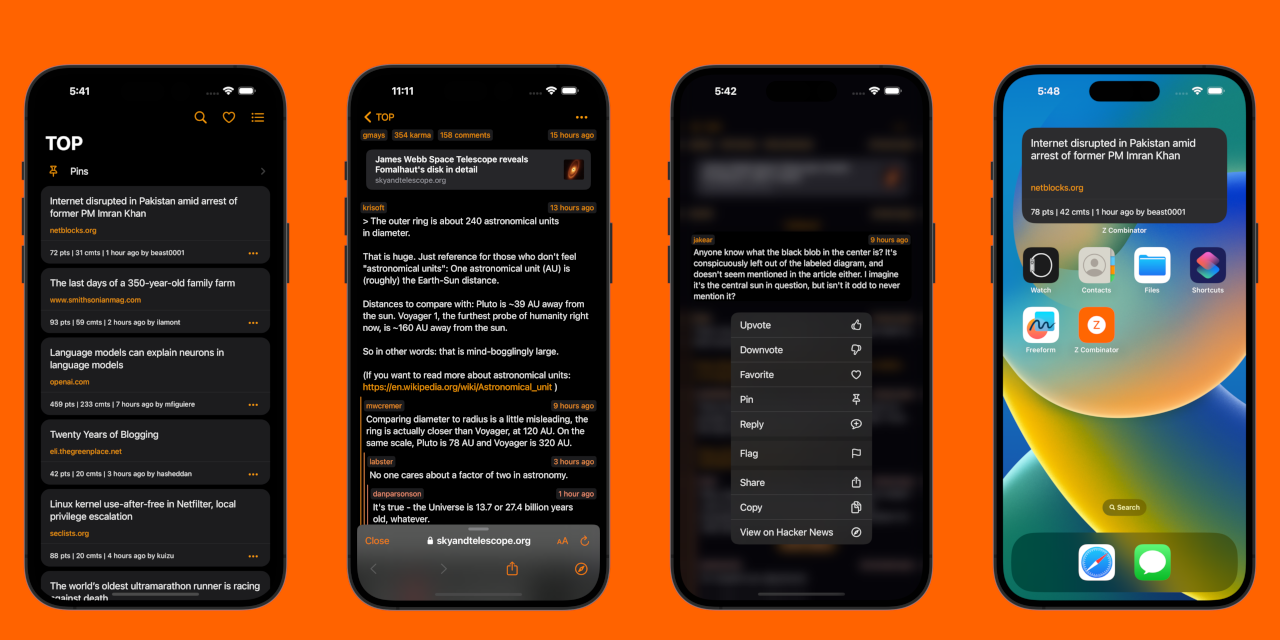 5:41
TOP
Pins
Internet disrupted in Pakistan amid arrest of
former PM Imran Khan
netblocks.org
72 pts | 31 cmts | 1 hour ago by beast0001
The last days of a 350-year-old family farm
www.smithsonianmag.com
93 pts | 59 cmts | 2 hours ago by ilamont
Language models can explain neurons in
language models
openai.com
459 pts | 233 cmts | 7 hours ago by mfiguiere
Twenty Years of Blogging
eli.thegreenplace.net
42 pts | 20 cmts | 3 hours ago by hasheddan
Linux kernel use-after-free in Netfilter, local
privilege escalation
seclists.org
88 pts | 20 cmts | 4 hours ago by kuizu
The world's oldest ultramarathon runner is racing
against death
11:11
TOP
gmays 354 karma 158 comments 15 hours ago
James Webb Space Telescope reveals
Fomalhaut's disk in detail
skyandtelescope.org
krisoft 13 hours ago
> The outer ring is about 240 astronomical units
in diameter.
That is huge. Just reference for those who don't feel
"astronomical units": One astronomical unit (AU) is
(roughly) the Earth-Sun distance.
Distances to compare with: Pluto is ~39 AU away from
the sun. Voyager 1, the furthest probe of humanity right
now, is ~160 AU away from the sun.
So in other words: that is mind-bogglingly large.
(If you want to read more about astronomical units:
https://en.wikipedia.org/wiki/Astronomical_unit )
mwcremer 9 hours ago
Comparing diameter to radius is a little misleading, the
ring is actually closer than Voyager, at 120 AU. On the
same scale, Pluto is 78 AU and Voyager is 320 AU.
labster 3 hours ago
No one cares about a factor of two in astronomy.
danparsonson 1 hour ago
It's true - the Universe is 13.7 or 27.4 billion years
old, whatever.
Close skyandtelescope.org AA
5:42
jakear 9 hours ago
Anyone know what the black blob in the center is? It's
conspicuously left out of the labeled diagram, and
doesn't seem mentioned in the article either. I imagine
it's the central sun in question, but isn't it odd to never
mention it?
Upvote
Downvote
Favorite
Pin
Reply
Flag
Share
Copy
View on Hacker News
5:48
Internet disrupted in Pakistan amid
arrest of former PM Imran Khan
netblocks.org
78 pts | 42 cmts | 1 hour ago by beast0001
Z Combinator
Watch Contacts Files Shortcuts
Z
Freeform Z Combinator
Search